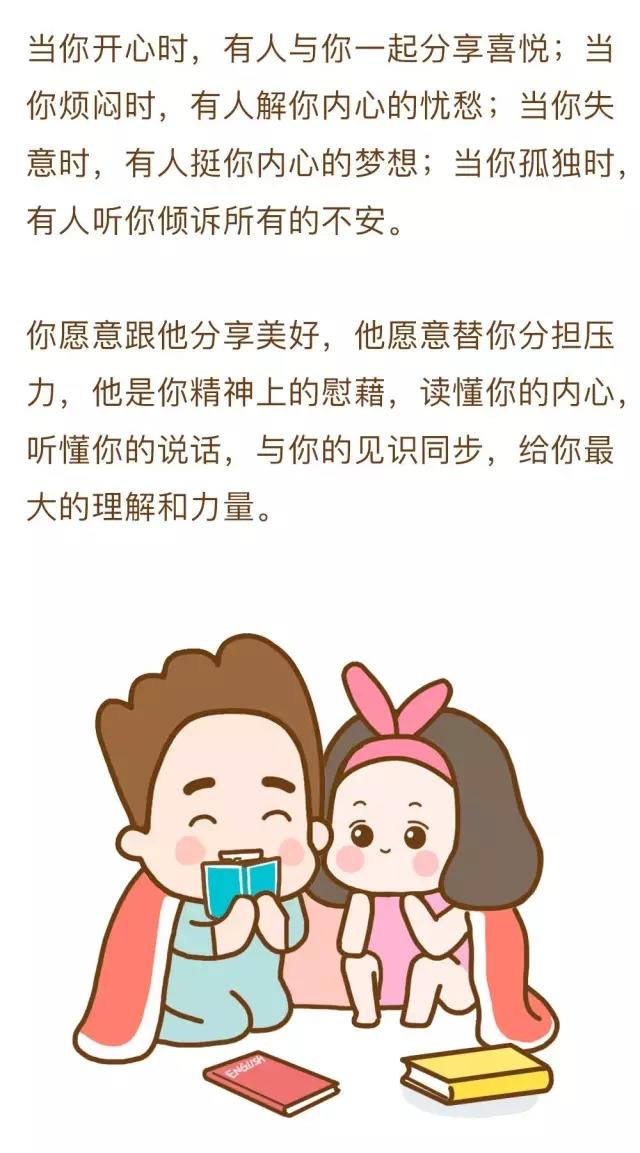 当你开心时，有人与你一起分享喜悦；当
你烦闷时，有人解你内心的忧愁；当你失
意时，有人挺你内心的梦想；当你孤独时，
有人听你倾诉所有的不安。
你愿意跟他分享美好，他愿意替你分担压
力，他是你精神上的慰藉，读懂你的内心，
听懂你的说话，与你的见识同步，给你最
大的理解和力量。
ENGLISH